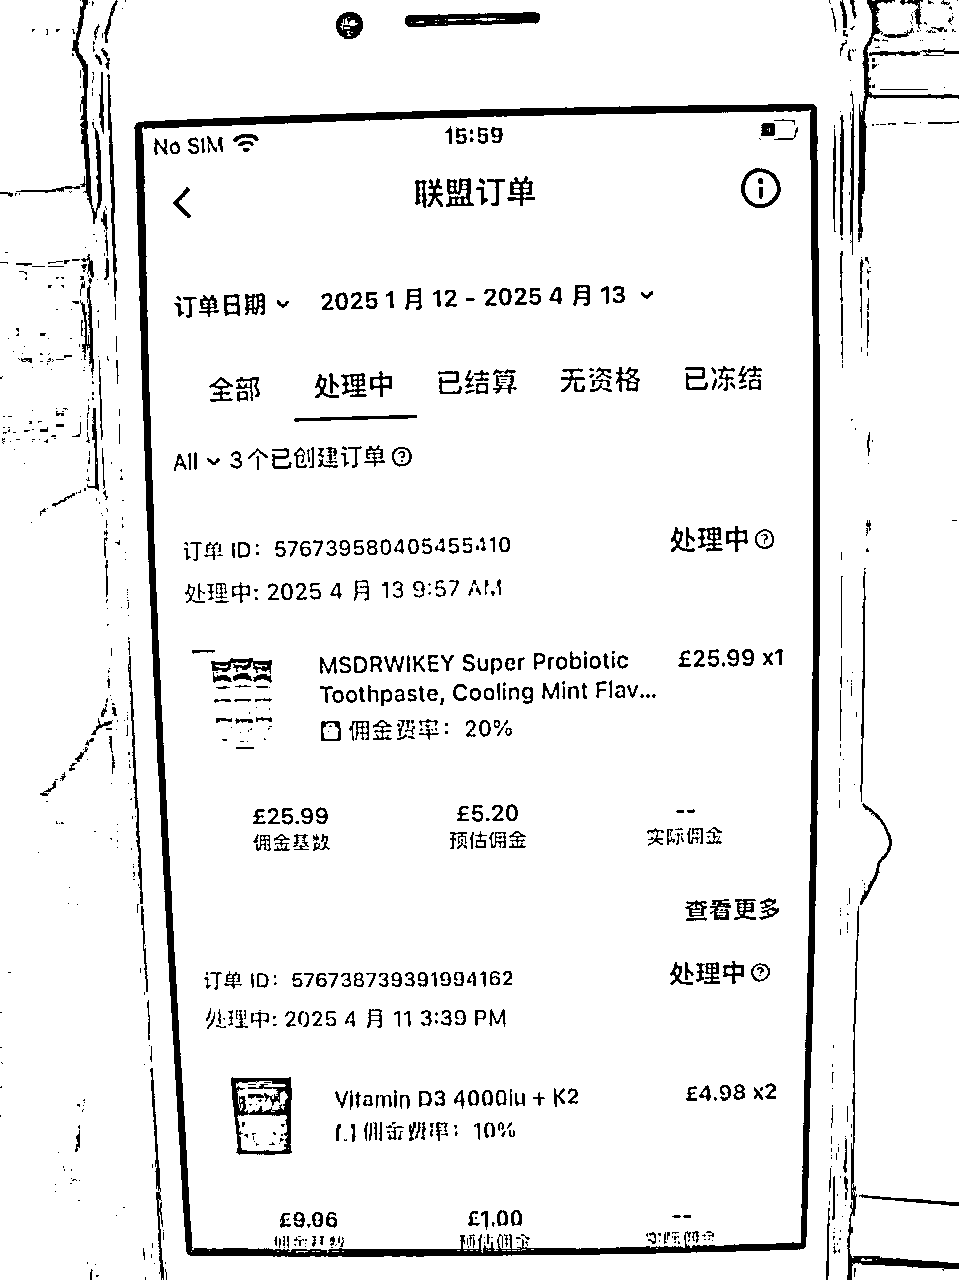 No SIM 15:59
联盟订单
订单日期 2025 1 月 12 - 2025 4 月 13
全部 处理中 已结算 无资格 已冻结
All 3个已创建订单
订单 ID: 576739580405455410 处理中
处理中: 2025 4 月 13 9:57 AM
MSDRWIKEY Super Probiotic £25.99 x1
Toothpaste, Cooling Mint Flav...
佣金费率: 20%
£25.99 £5.20 --
佣金基数 预估佣金 实际佣金
查看更多
订单 ID: 576738739391994162 处理中
处理中: 2025 4 月 11 3:39 PM
Vitamin D3 4000iu + K2 £4.98 x2
佣金费率: 10%
£9.06 £1.00 --
佣金基数 预估佣金 实际佣金